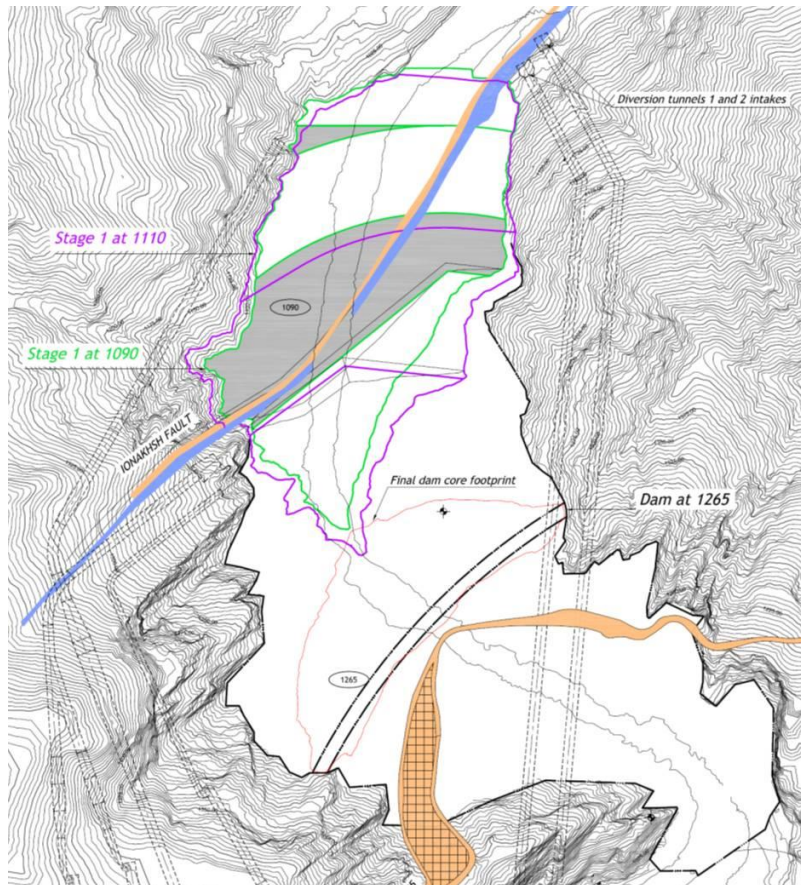 Diversion tunnels 1 and 2 intakes
Stage 1 at 1110
1090
Stage 1 at 1090
IONAKHSH FAULT
Final dam core footprint
Dam at 1265
1265